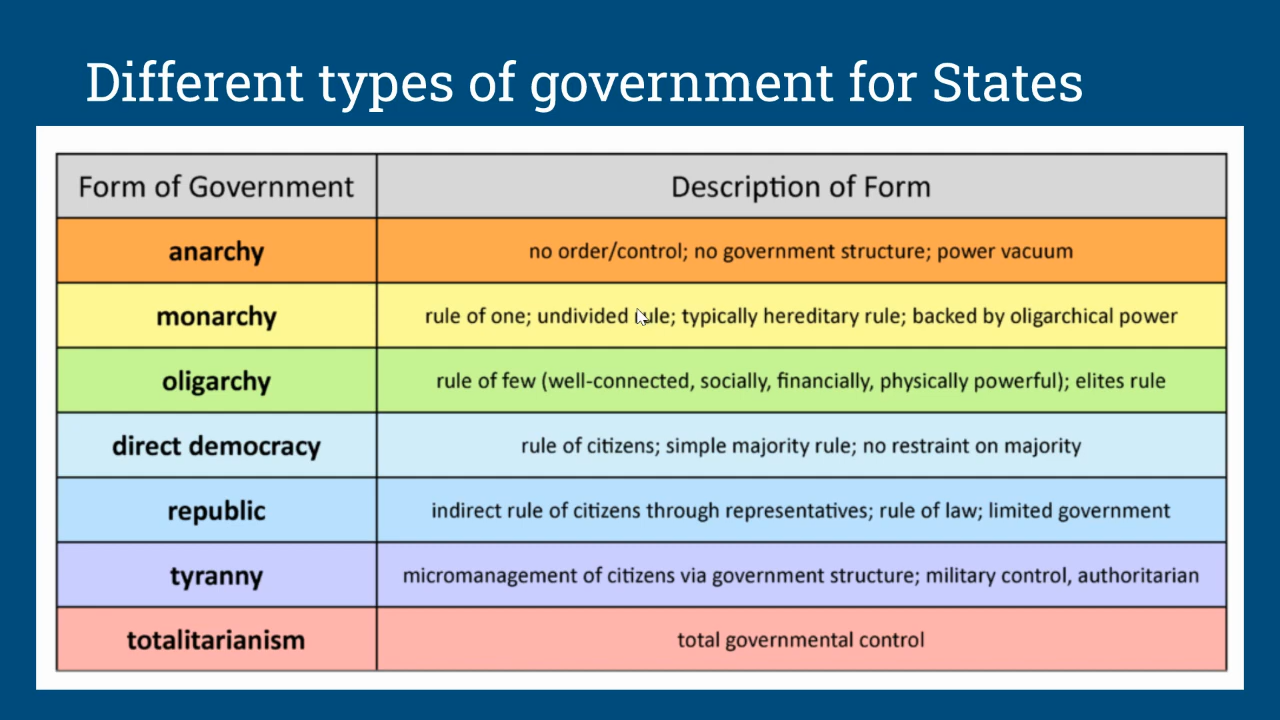 Different types of government for States
Form of Government
Description of Form
anarchy
no order/control; no government structure; power vacuum
monarchy
rule of one; undivided rule; typically hereditary rule; backed by oligarchical power
oligarchy
rule of few (well-connected, socially, financially, physically powerful); elites rule
direct democracy
rule of citizens; simple majority rule; no restraint on majority
republic
indirect rule of citizens through representatives; rule of law; limited government
tyranny
micromanagement of citizens via government structure; military control, authoritarian
totalitarianism
total governmental control